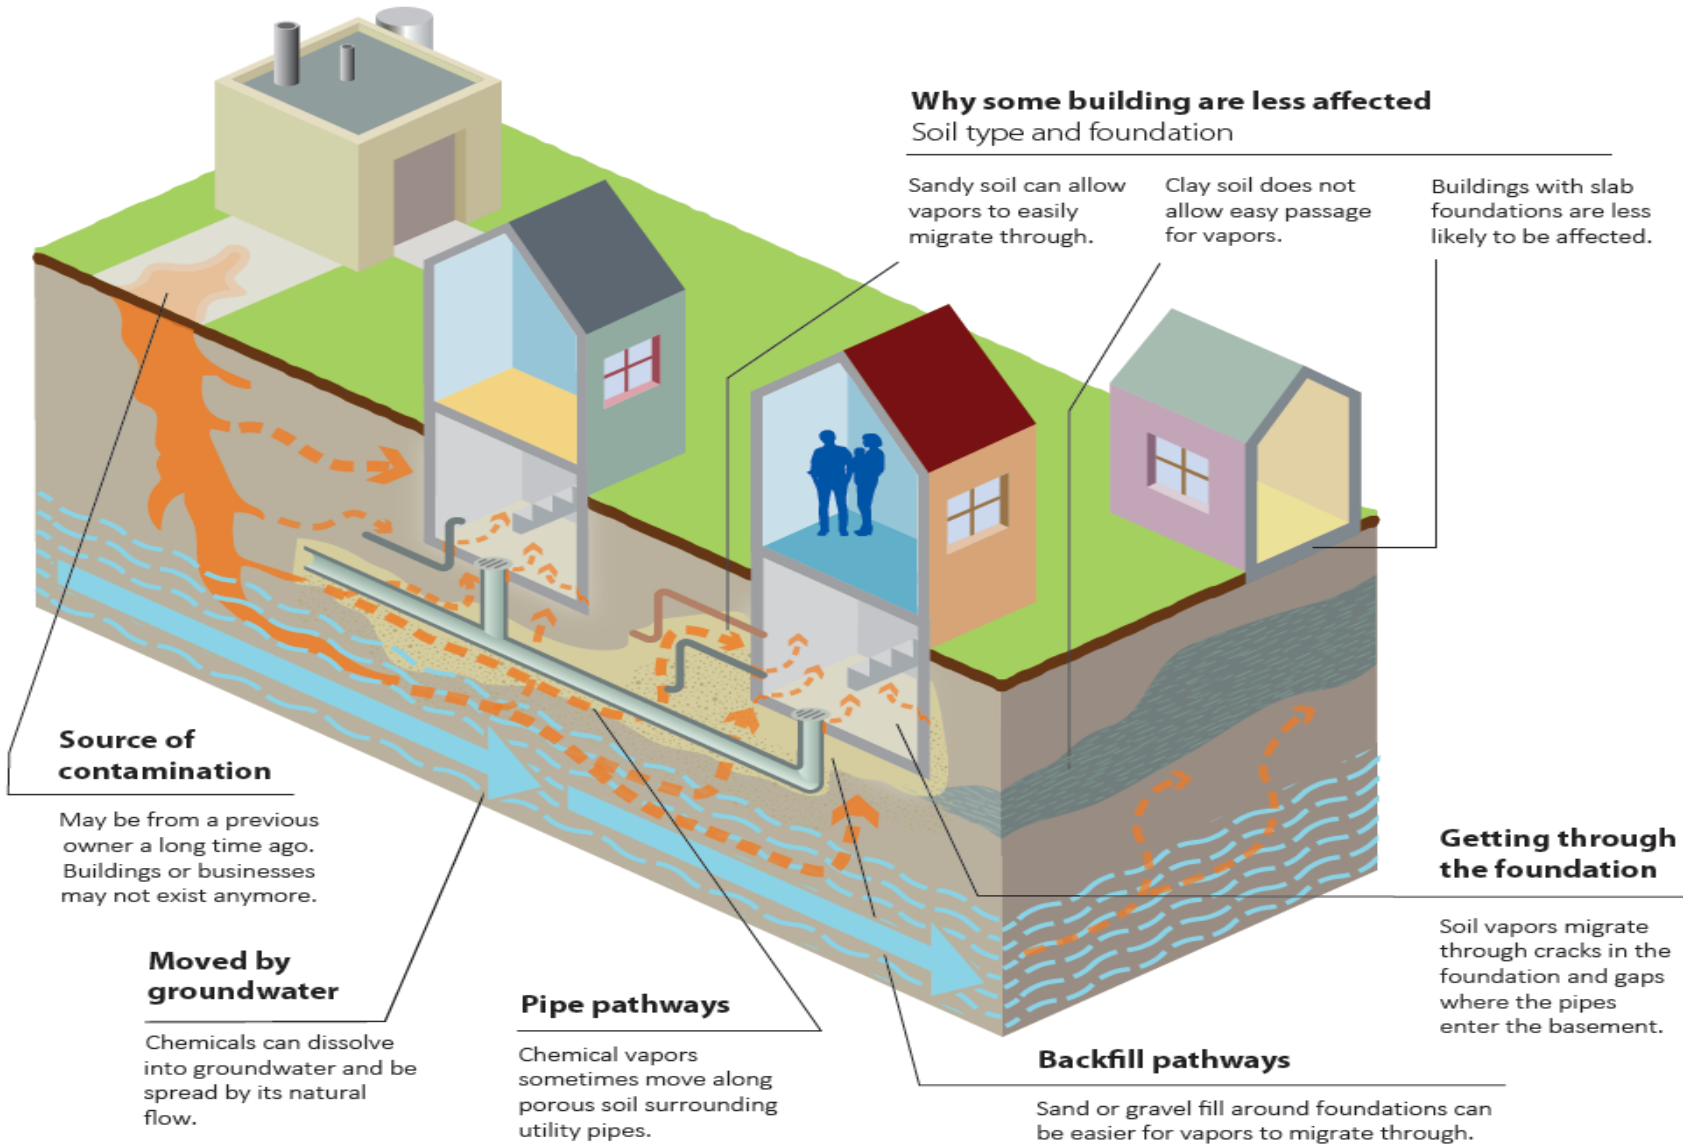 Why some building are less affected
Soil type and foundation
Sandy soil can allow
vapors to easily
migrate through.
Clay soil does not
allow easy passage
for vapors.
Buildings with slab
foundations are less
likely to be affected.
Source of
contamination
May be from a previous
owner a long time ago.
Buildings or businesses
may not exist anymore.
Moved by
groundwater
Chemicals can dissolve
into groundwater and be
spread by its natural
flow.
Pipe pathways
Chemical vapors
sometimes move along
porous soil surrounding
utility pipes.
Backfill pathways
Sand or gravel fill around foundations can
be easier for vapors to migrate through.
Getting through
the foundation
Soil vapors migrate
through cracks in the
foundation and gaps
where the pipes
enter the basement.